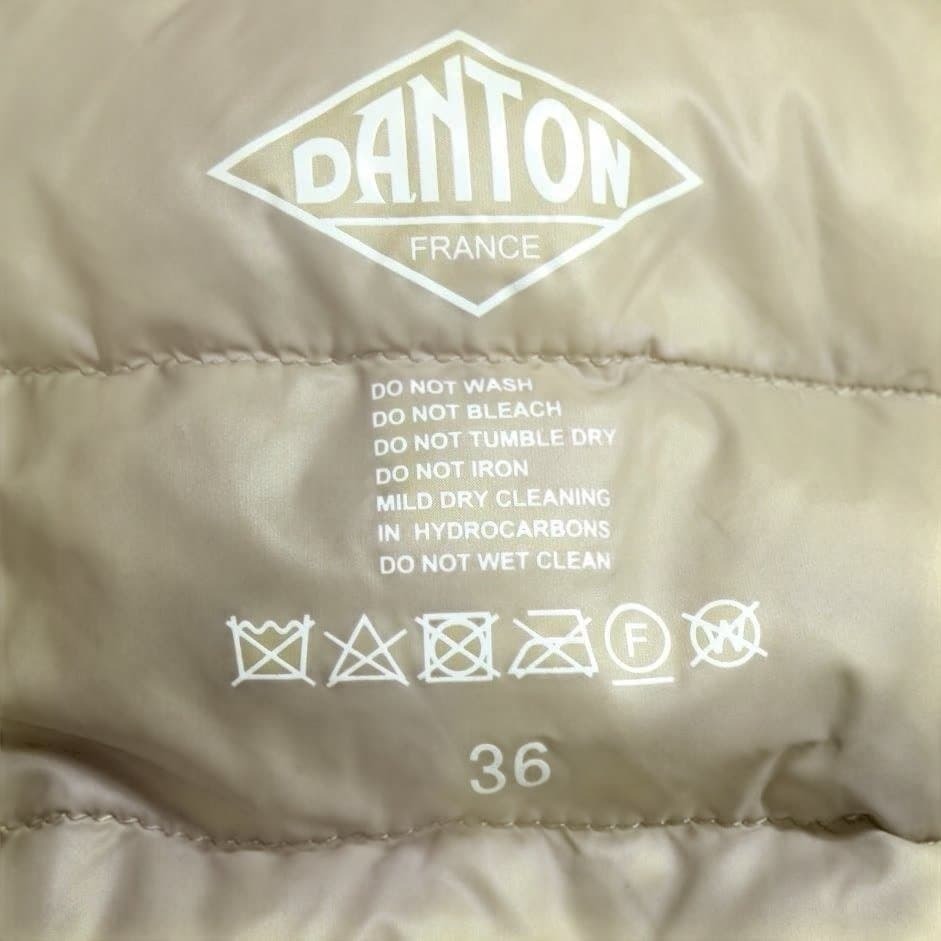 DANTON
FRANCE
DO NOT WASH
DO NOT BLEACH
DO NOT TUMBLE DRY
DO NOT IRON
MILD DRY CLEANING
IN HYDROCARBONS
DO NOT WET CLEAN
F W
36